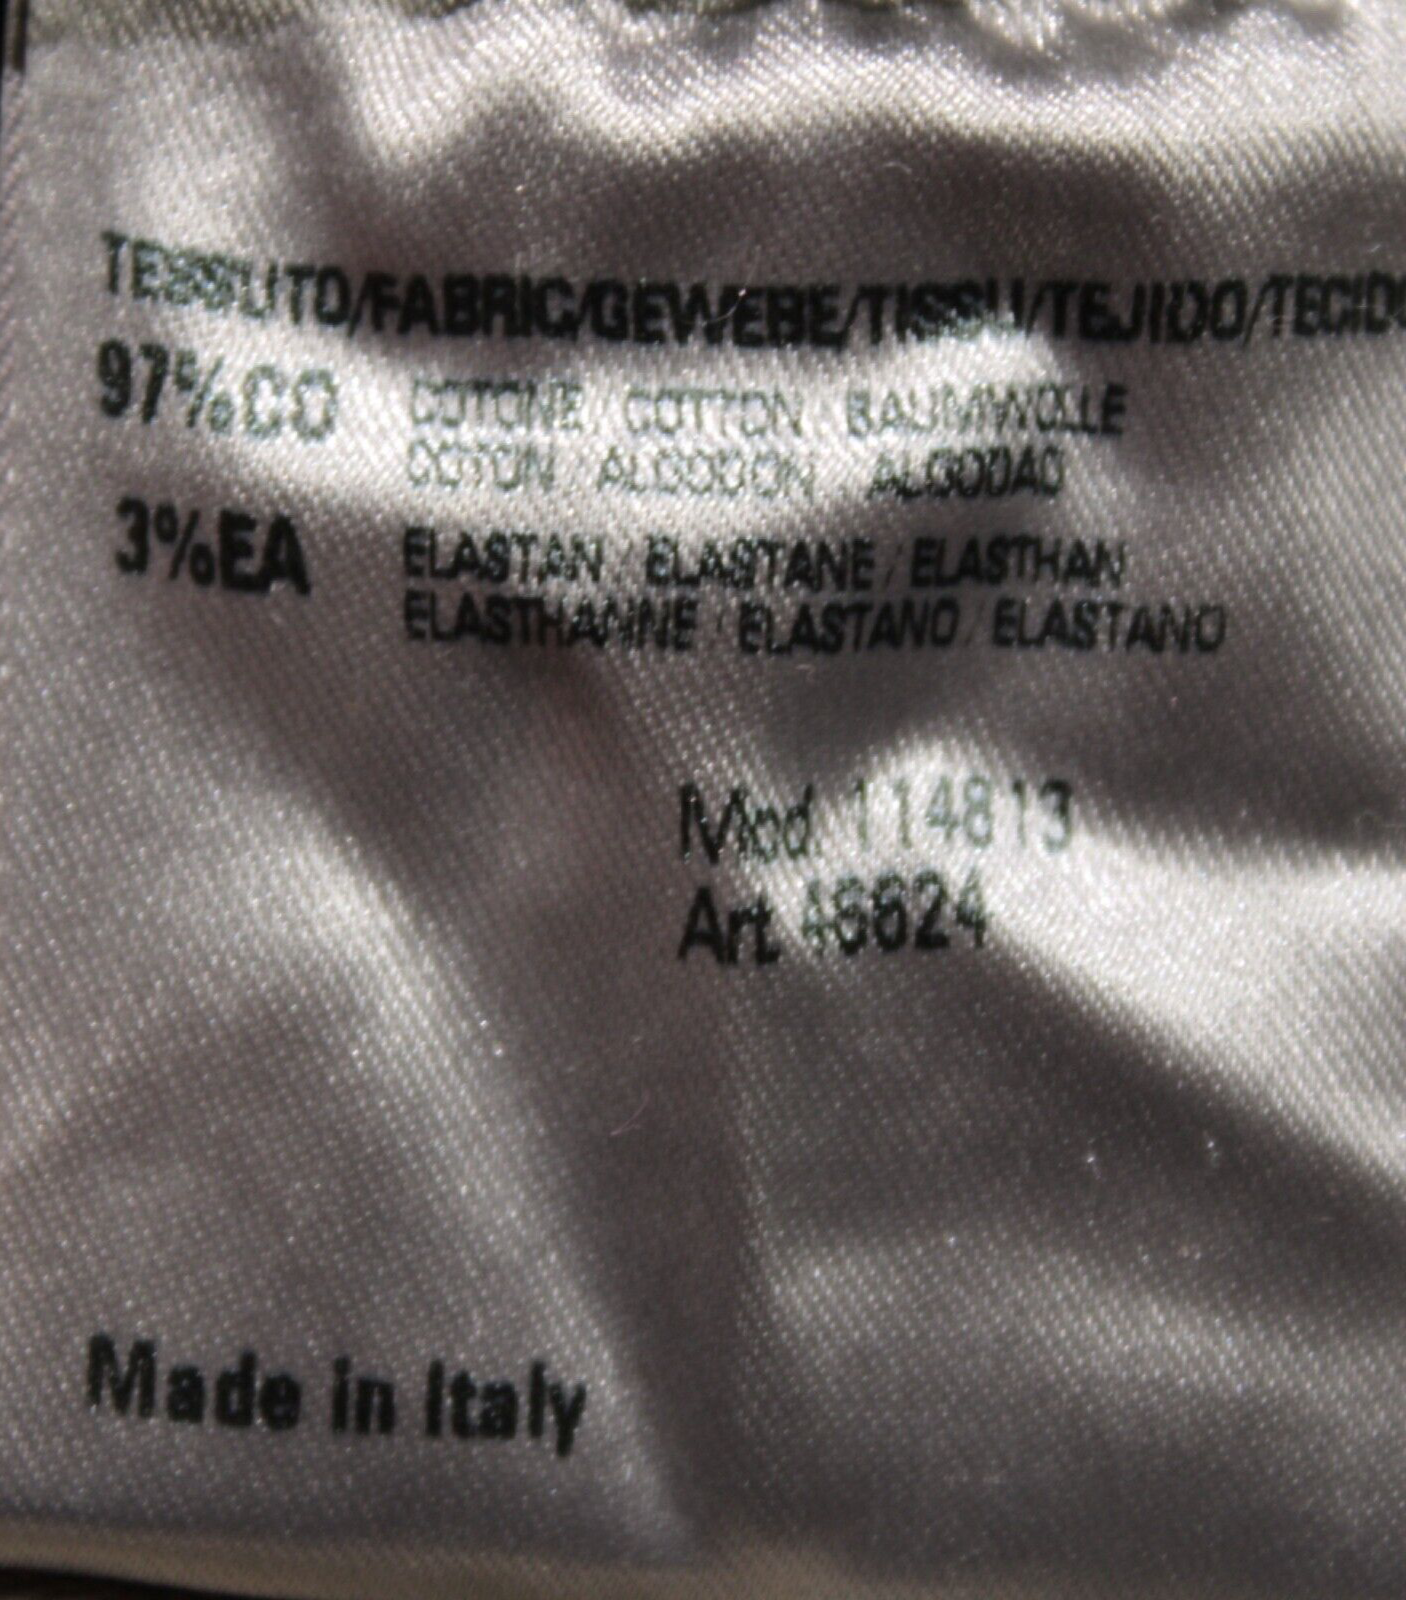 TESSUTO/FABRIC/GEWEBE/TISSU/TEJIDO/TECIDO
97%CO COTONE / COTTON / BAUMWOLLE
COTON / ALGODON / ALGODAO
3%EA ELASTAN / ELASTANE / ELASTHAN
ELASTHANNE / ELASTANO / ELASTANO
Mod. 114813
Art. 46624
Made in Italy